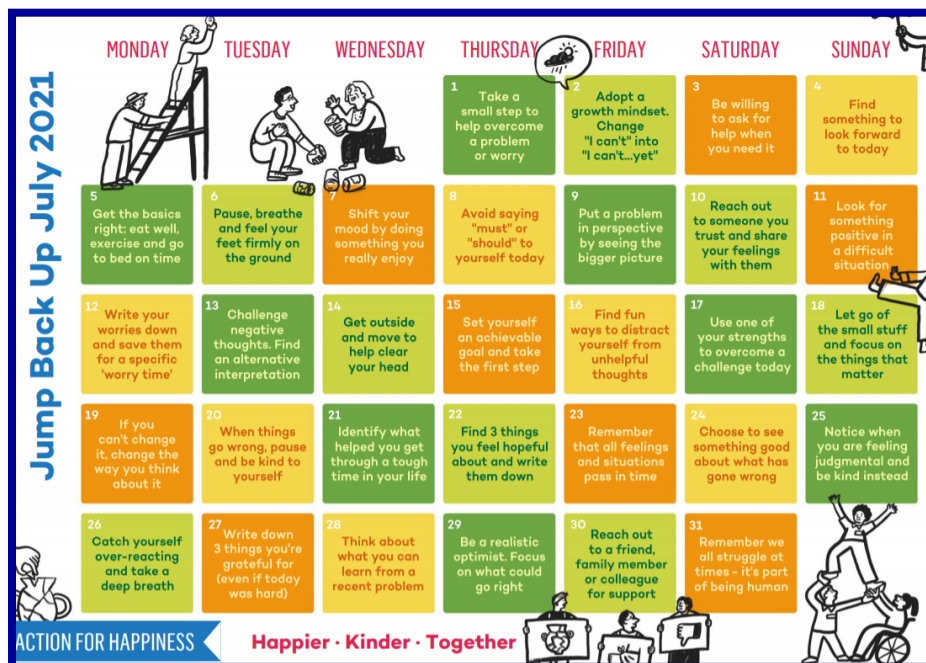 Jump Back Up July 2021
MONDAY
TUESDAY
WEDNESDAY
THURSDAY
FRIDAY
SATURDAY
SUNDAY
1
Take a
small step to
help overcome
a problem
or worry
2
Adopt a
growth mindset.
Change
"I can't" into
"I can't...yet"
3
Be willing
to ask for
help when
you need it
4
Find
something to
look forward
to today
5
Get the basics
right: eat well,
exercise and go
to bed on time
6
Pause, breathe
and feel your
feet firmly on
the ground
7
Shift your
mood by doing
something you
really enjoy
8
Avoid saying
"must" or
"should" to
yourself today
9
Put a problem
in perspective
by seeing the
bigger picture
10
Reach out
to someone you
trust and share
your feelings
with them
11
Look for
something
positive in
a difficult
situation
12
Write your
worries down
and save them
for a specific
'worry time'
13
Challenge
negative
thoughts. Find
an alternative
interpretation
14
Get outside
and move to
help clear
your head
15
Set yourself
an achievable
goal and take
the first step
16
Find fun
ways to distract
yourself from
unhelpful
thoughts
17
Use one of
your strengths
to overcome a
challenge today
18
Let go of
the small stuff
and focus on
the things that
matter
19
If you
can't change
it, change the
way you think
about it
20
When things
go wrong, pause
and be kind to
yourself
21
Identify what
helped you get
through a tough
time in your life
22
Find 3 things
you feel hopeful
about and write
them down
23
Remember
that all feelings
and situations
pass in time
24
Choose to see
something good
about what has
gone wrong
25
Notice when
you are feeling
judgmental and
be kind instead
26
Catch yourself
over-reacting
and take a
deep breath
27
Write down
3 things you're
grateful for
(even if today
was hard)
28
Think about
what you can
learn from a
recent problem
29
Be a realistic
optimist. Focus
on what could
go right
30
Reach out
to a friend,
family member
or colleague
for support
31
Remember we
all struggle at
times – it's part
of being human
ACTION FOR HAPPINESS
Happier · Kinder · Together